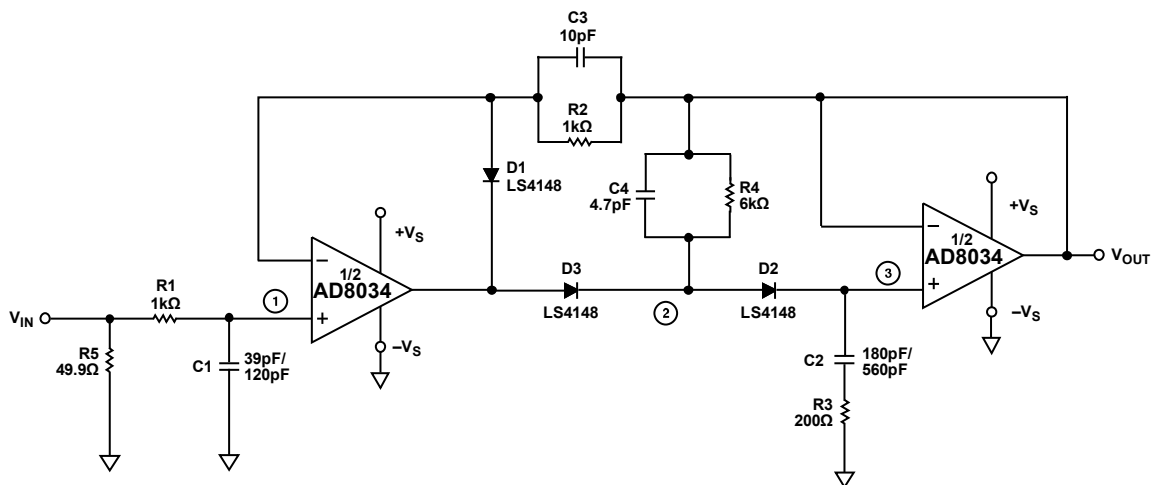 C3
10pF
R2
1kΩ
D1
LS4148
C4
4.7pF
R4
6kΩ
+VS
+VS
–
1/2
AD8034
+
–VS
–
1/2
AD8034
+
–VS
VOUT
D3
LS4148
D2
LS4148
1
2
3
R1
1kΩ
VIN
R5
49.9Ω
C1
39pF/
120pF
C2
180pF/
560pF
R3
200Ω